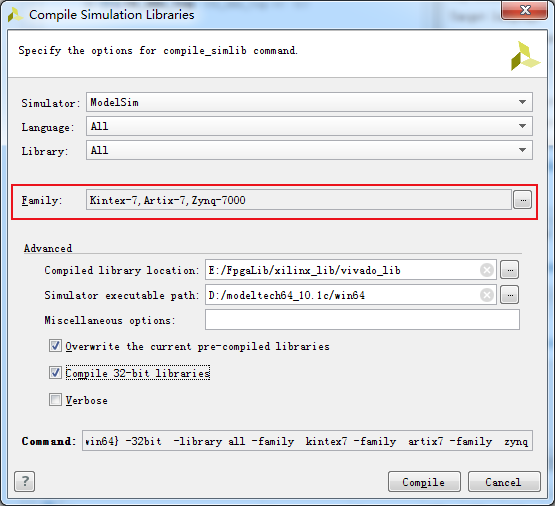 Compile Simulation Libraries
Specify the options for compile_simlib command.
Simulator: ModelSim
Language: All
Library: All
Family: Kintex-7,Artix-7,Zynq-7000 ...
Advanced
Compiled library location: E:/FpgaLib/xilinx_lib/vivado_lib ...
Simulator executable path: D:/modeltech64_10.1c/win64 ...
Miscellaneous options:
Overwrite the current pre-compiled libraries
Compile 32-bit libraries
Verbose
Command: win64} -32bit -library all -family kintex7 -family artix7 -family zynq
? Compile Cancel